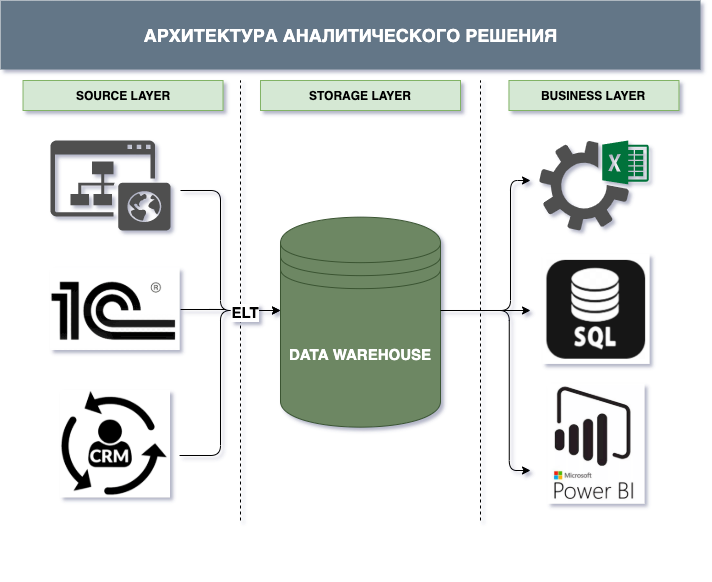 АРХИТЕКТУРА АНАЛИТИЧЕСКОГО РЕШЕНИЯ
SOURCE LAYER
STORAGE LAYER
BUSINESS LAYER
X
1C ®
ELT
SQL
DATA WAREHOUSE
CRM
Microsoft
Power BI